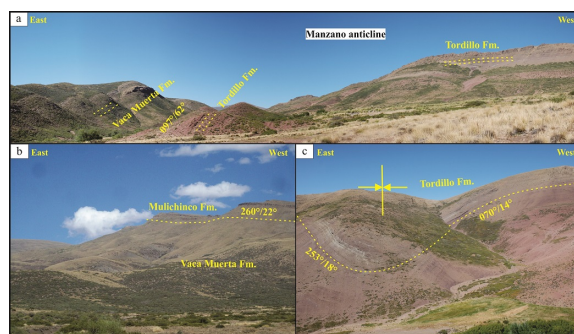 a East
West
Manzano anticline
Tordillo Fm.
Vaca Muerta Fm.
097°/62°
Tordillo Fm.
b East
West
Mulichinco Fm.
260°/22°
Vaca Muerta Fm.
c East
West
Tordillo Fm.
070°/14°
253°/18°